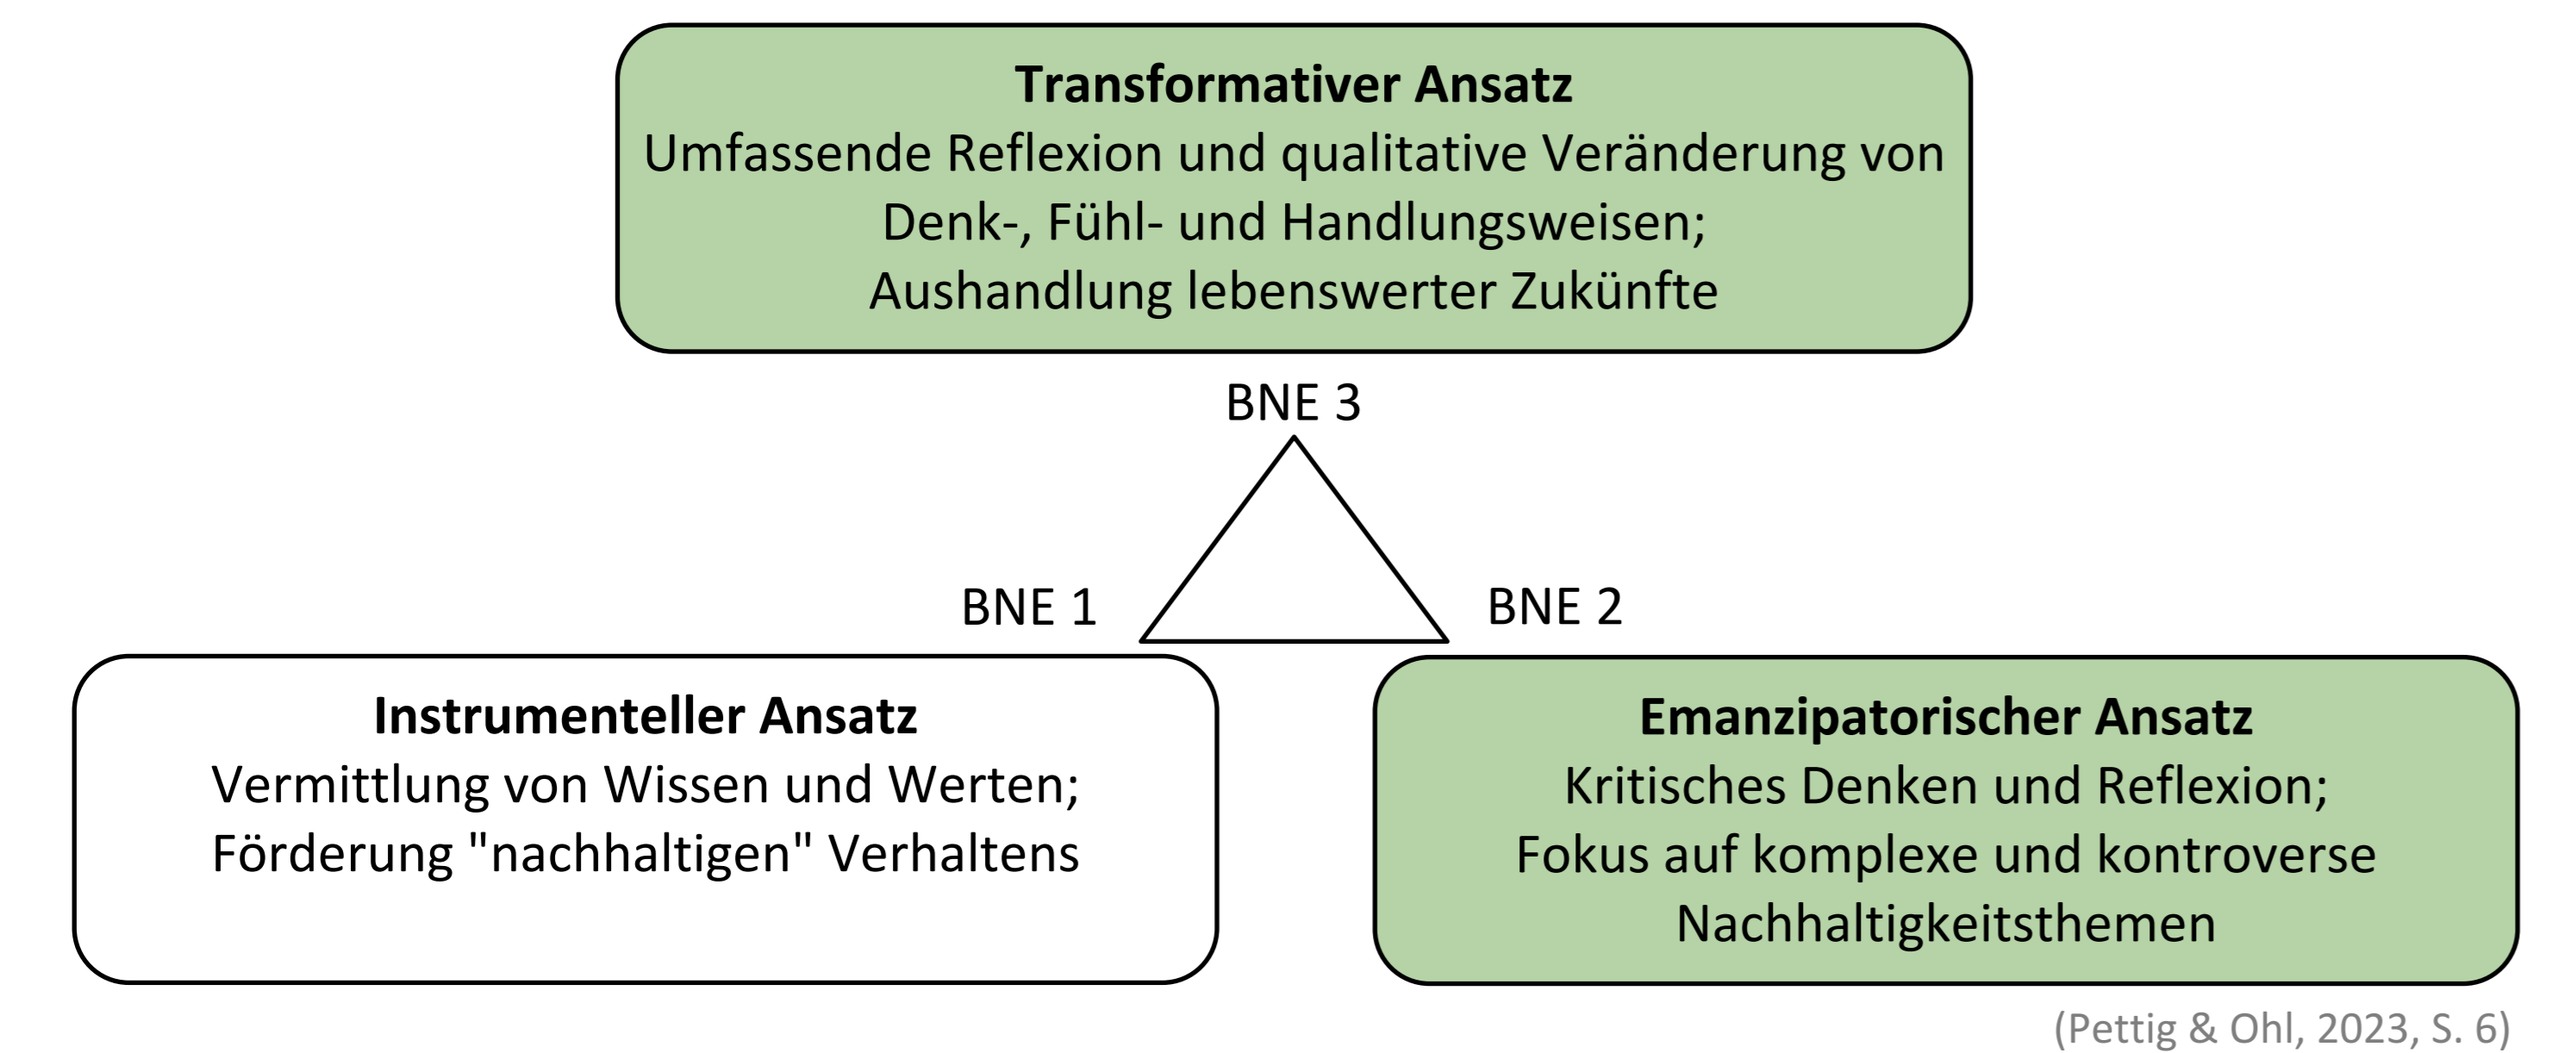 Transformativer Ansatz
Umfassende Reflexion und qualitative Veränderung von
Denk-, Fühl- und Handlungsweisen;
Aushandlung lebenswerter Zukünfte
BNE 3
BNE 1
BNE 2
Instrumenteller Ansatz
Vermittlung von Wissen und Werten;
Förderung "nachhaltigen" Verhaltens
Emanzipatorischer Ansatz
Kritisches Denken und Reflexion;
Fokus auf komplexe und kontroverse
Nachhaltigkeitsthemen
(Pettig & Ohl, 2023, S. 6)